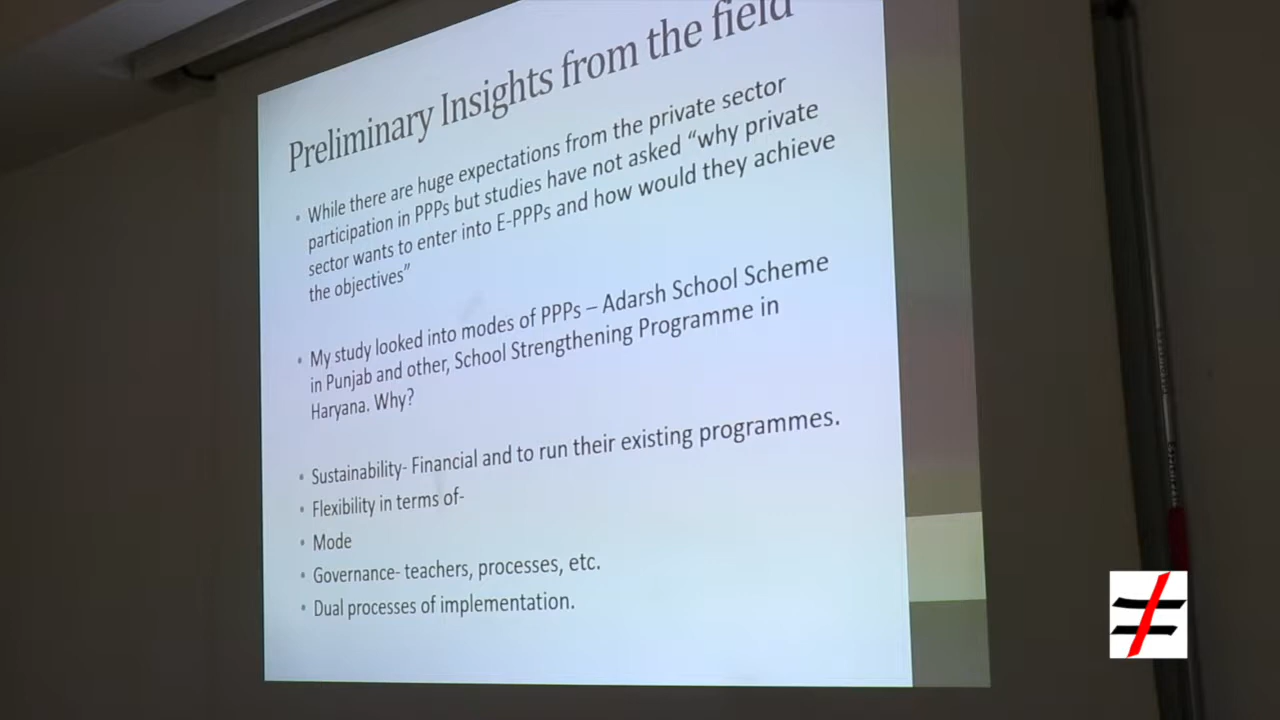 Preliminary Insights from the field
• While there are huge expectations from the private sector
participation in PPPs but studies have not asked “why private
sector wants to enter into E-PPPs and how would they achieve
the objectives”
• My study looked into modes of PPPs – Adarsh School Scheme
in Punjab and other, School Strengthening Programme in
Haryana. Why?
• Sustainability- Financial and to run their existing programmes.
• Flexibility in terms of-
• Mode
• Governance- teachers, processes, etc.
• Dual processes of implementation.